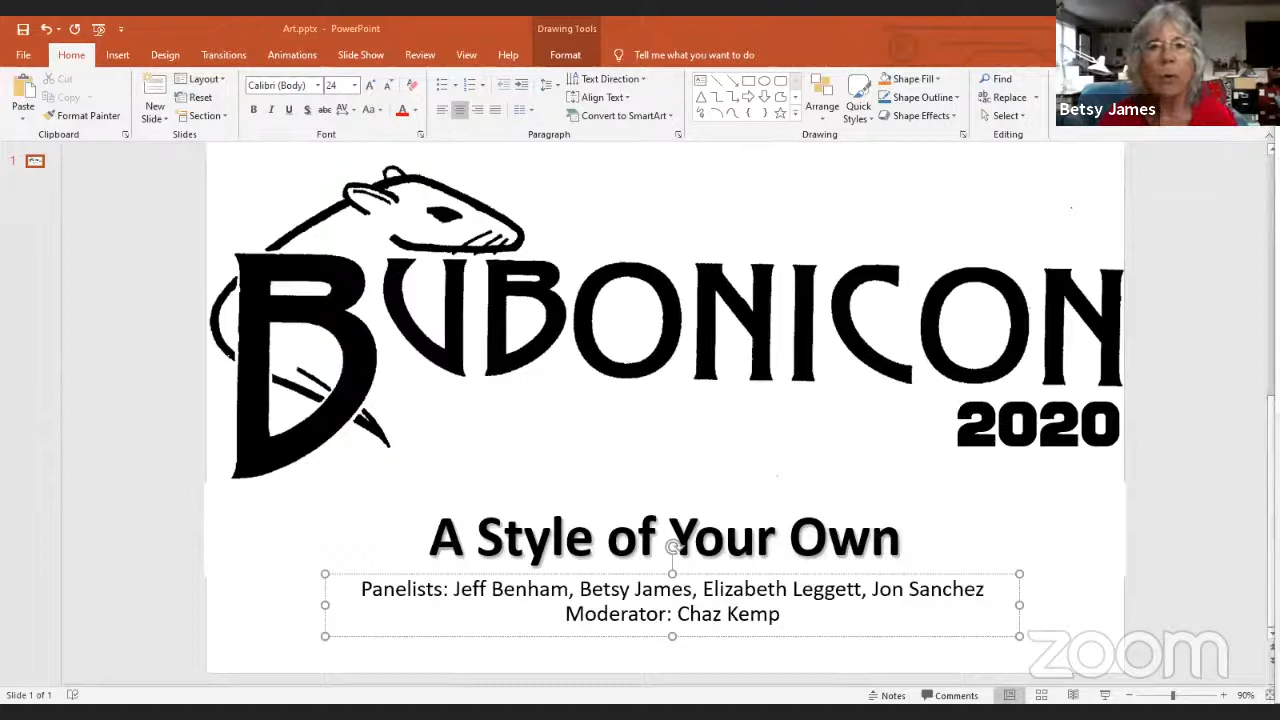 Art.pptx - PowerPoint
Drawing Tools
File Home Insert Design Transitions Animations Slide Show Review View Help Format Tell me what you want to do
Paste
Cut
Copy
Format Painter
Clipboard
New Slide
Layout
Reset
Section
Slides
Calibri (Body) 24
B I U S abc AV Aa A
Font
Text Direction
Align Text
Convert to SmartArt
Paragraph
Arrange
Quick Styles
Shape Fill
Shape Outline
Shape Effects
Drawing
Find
Replace
Select
Editing
Betsy James
1
BUBONICON
2020
A Style of Your Own
Panelists: Jeff Benham, Betsy James, Elizabeth Leggett, Jon Sanchez
Moderator: Chaz Kemp
zoom
Slide 1 of 1
Notes
Comments
90%